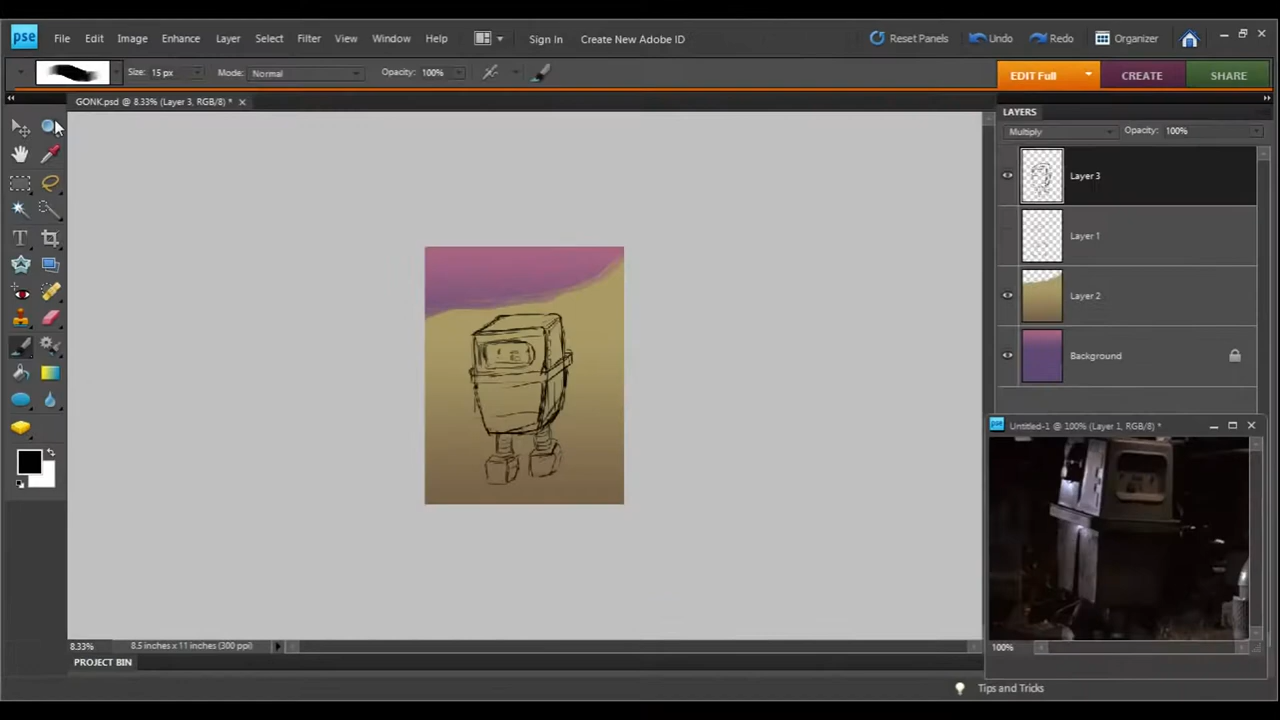 pse File Edit Image Enhance Layer Select Filter View Window Help Sign In Create New Adobe ID Reset Panels Undo Redo Organizer
Size: 15 px Mode: Normal Opacity: 100% EDIT Full CREATE SHARE
GONK.psd @ 8.33% (Layer 3, RGB/8) *
LAYERS
Multiply Opacity: 100%
Layer 3
Layer 1
Layer 2
Background
pse Untitled-1 @ 100% (Layer 1, RGB/8) *
100%
8.33% 8.5 inches x 11 inches (300 ppi)
PROJECT BIN
Tips and Tricks